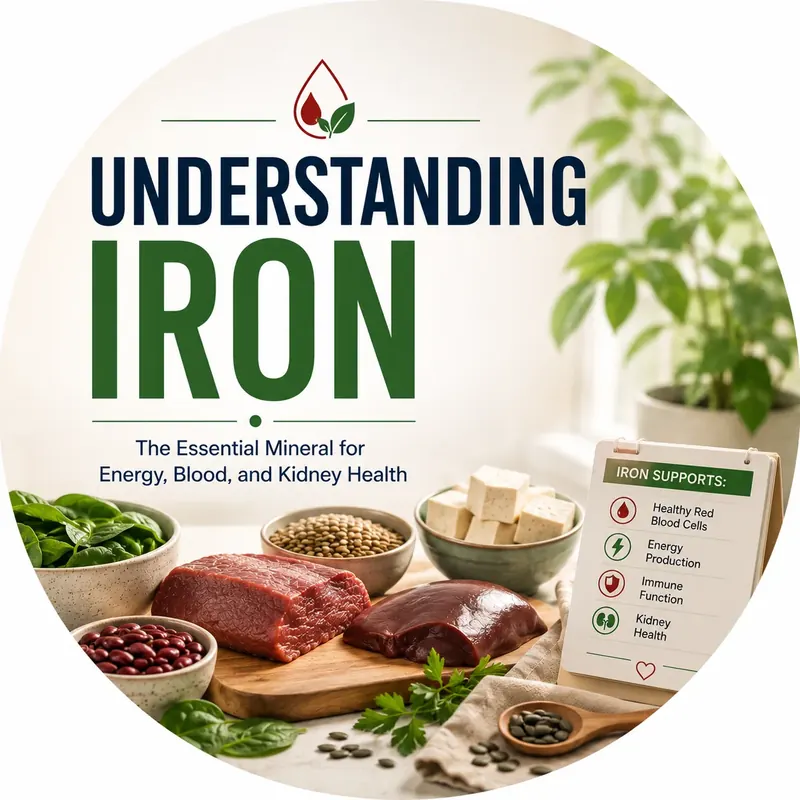 UNDERSTANDING
IRON
The Essential Mineral for
Energy, Blood, and Kidney Health
IRON SUPPORTS:
Healthy Red
Blood Cells
Energy
Production
Immune
Function
Kidney
Health